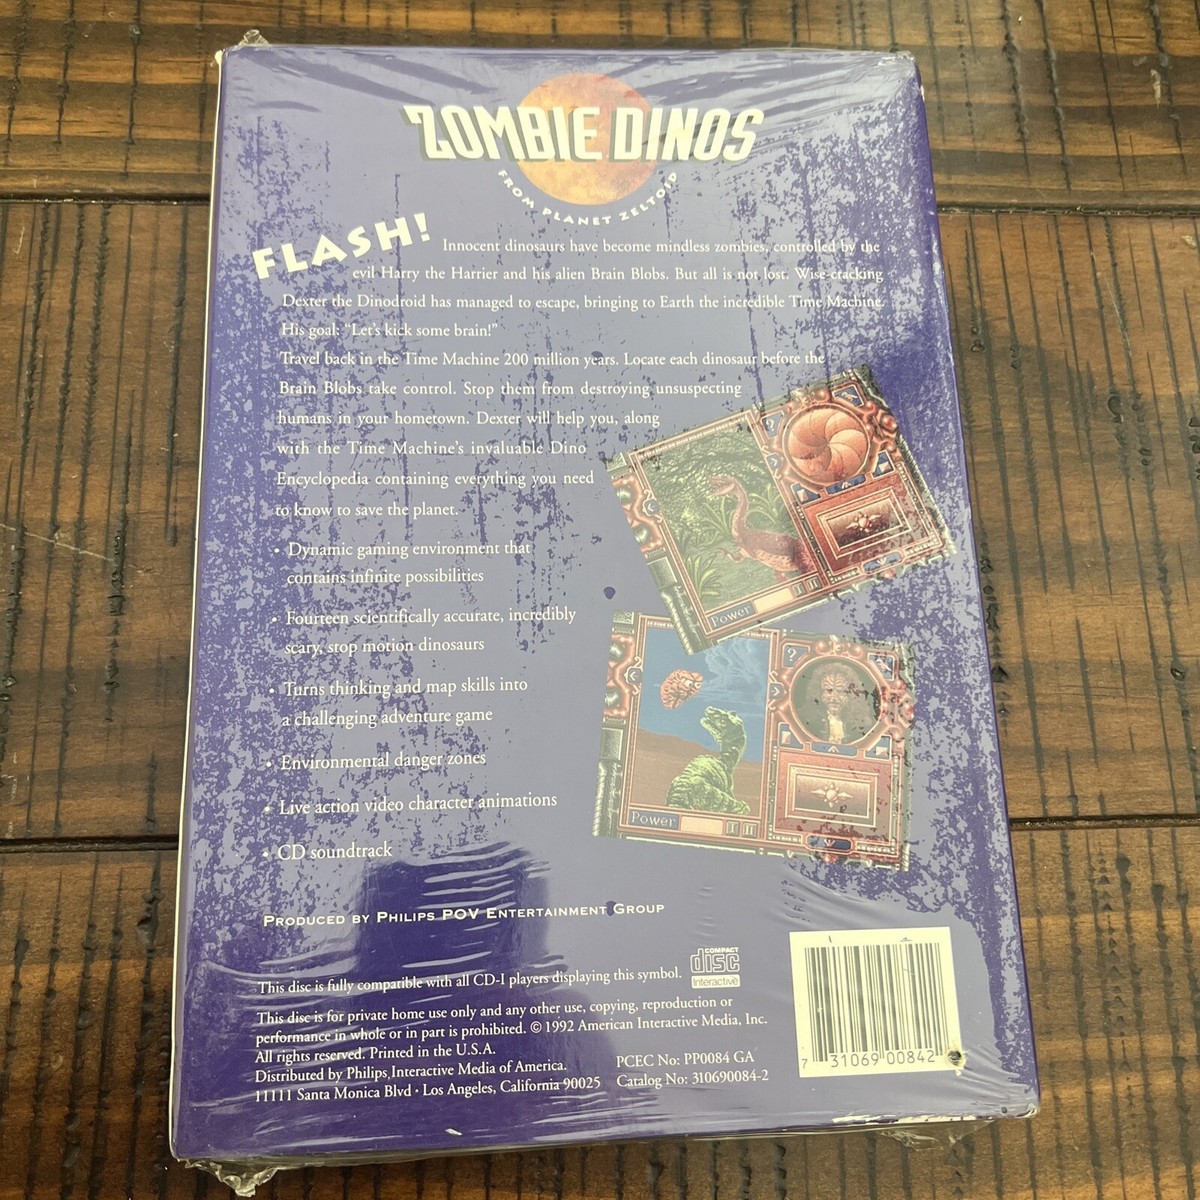 ZOMBIE DINOS
FROM PLANET ZELTOID
FLASH! Innocent dinosaurs have become mindless zombies, controlled by the
evil Harry the Harrier and his alien Brain Blobs. But all is not lost. Wise-cracking
Dexter the Dinodroid has managed to escape, bringing to Earth the incredible Time Machine.
His goal: "Let's kick some brain!"
Travel back in the Time Machine 200 million years. Locate each dinosaur before the
Brain Blobs take control. Stop them from destroying unsuspecting
humans in your hometown. Dexter will help you, along
with the Time Machine's invaluable Dino
Encyclopedia containing everything you need
to know to save the planet.
• Dynamic gaming environment that
contains infinite possibilities
• Fourteen scientifically accurate, incredibly
scary, stop motion dinosaurs
• Turns thinking and map skills into
a challenging adventure game
• Environmental danger zones
• Live action video character animations
• CD soundtrack
?
Power I II
?
Power I II
PRODUCED BY PHILIPS POV ENTERTAINMENT GROUP
This disc is fully compatible with all CD-I players displaying this symbol.
COMPACT
disc
Interactive
This disc is for private home use only and any other use, copying, reproduction or
performance in whole or in part is prohibited. © 1992 American Interactive Media, Inc.
All rights reserved. Printed in the U.S.A.
Distributed by Philips Interactive Media of America.
11111 Santa Monica Blvd • Los Angeles, California 90025
PCEC No: PP0084 GA
Catalog No: 310690084-2
7 31069 00842